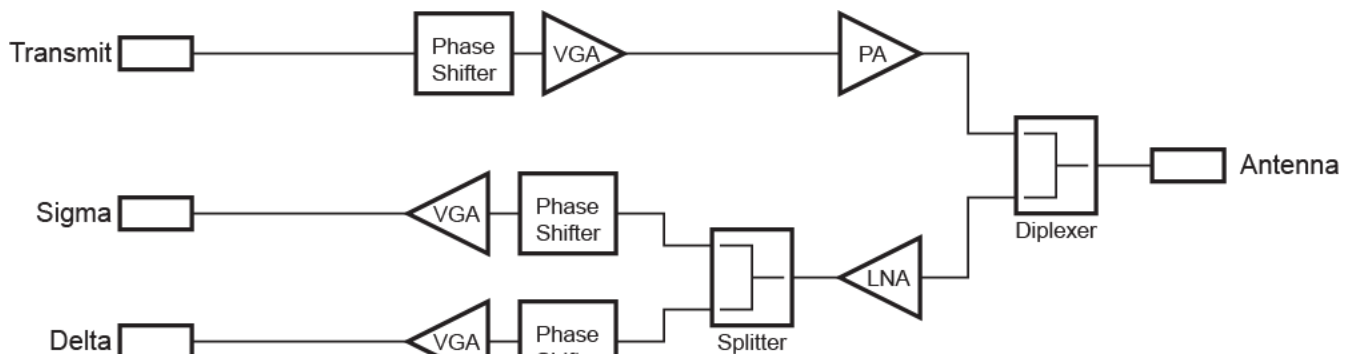 Transmit
Phase
Shifter
VGA
PA
Antenna
Diplexer
Sigma
VGA
Phase
Shifter
LNA
Splitter
Delta
VGA
Phase